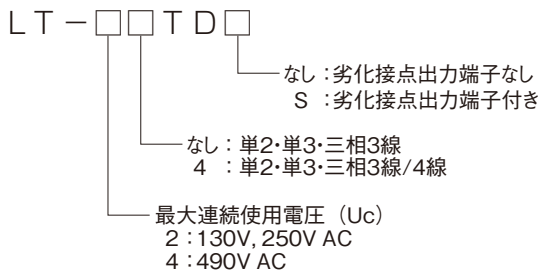 LT－□□TD□
なし：劣化接点出力端子なし
S：劣化接点出力端子付き
なし：単2・単3・三相3線
4：単2・単3・三相3線/4線
最大連続使用電圧（Uc）
2：130V, 250V AC
4：490V AC